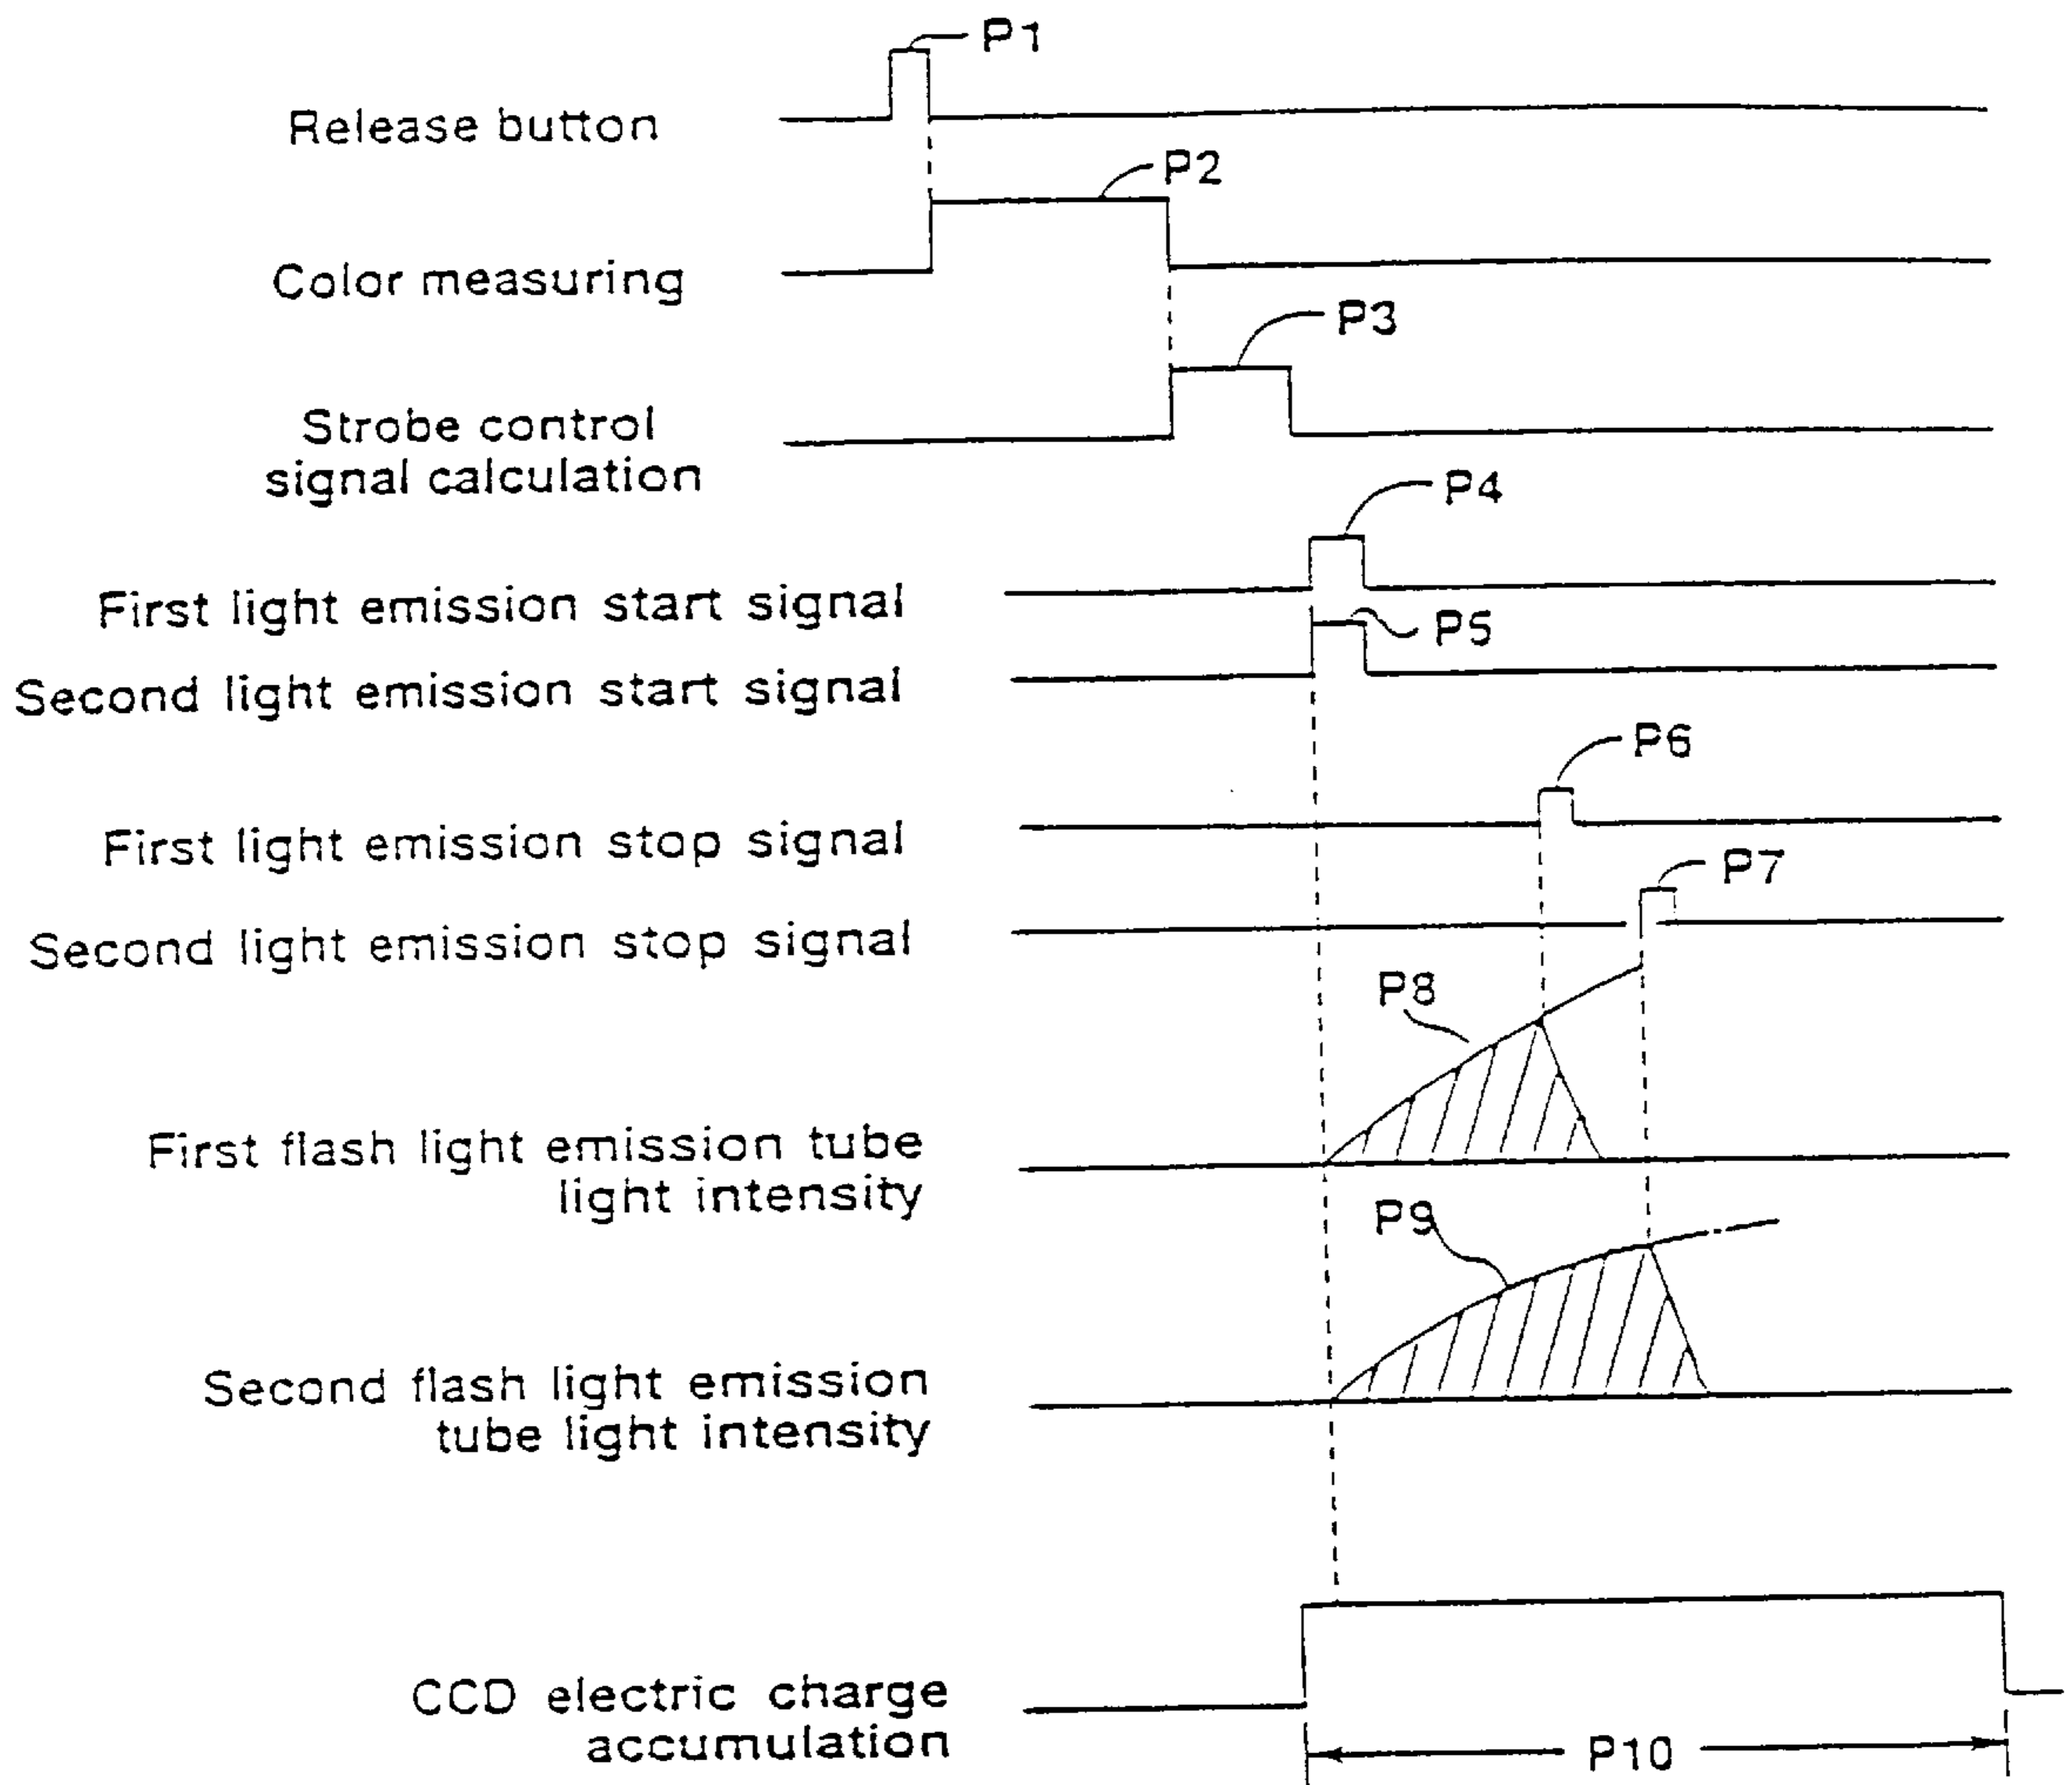 P1
Release button
P2
Color measuring
P3
Strobe control
signal calculation
P4
First light emission start signal
P5
Second light emission start signal
P6
First light emission stop signal
P7
Second light emission stop signal
P8
First flash light emission tube
light intensity
P9
Second flash light emission
tube light intensity
CCD electric charge
accumulation
P10